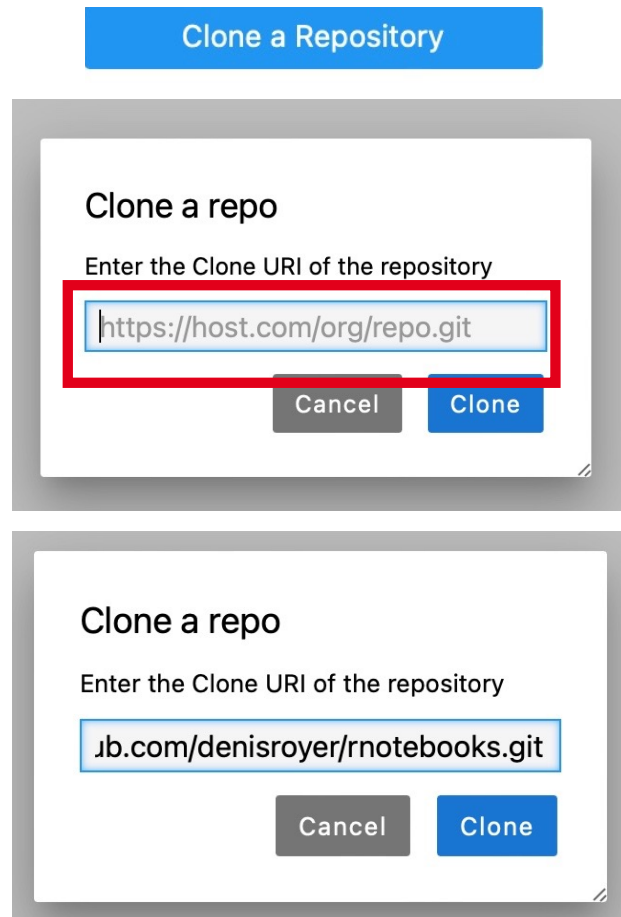 Clone a Repository
Clone a repo
Enter the Clone URI of the repository
https://host.com/org/repo.git
Cancel
Clone
Clone a repo
Enter the Clone URI of the repository
ub.com/denisroyer/rnotebooks.git
Cancel
Clone